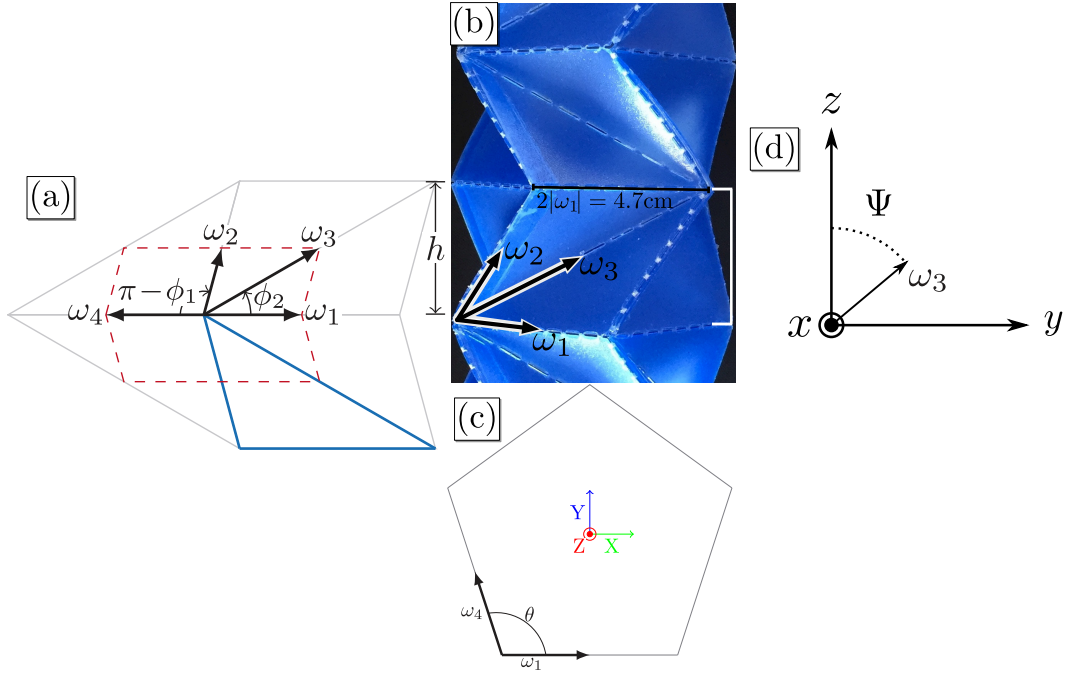 (a)
ω₂
ω₃
π − ϕ₁
ϕ₂
ω₄
ω₁
h
(b)
2|ω₁| = 4.7cm
ω₂
ω₃
ω₁
(c)
Y
Z
X
ω₄
θ
ω₁
(d)
z
Ψ
ω₃
x
y